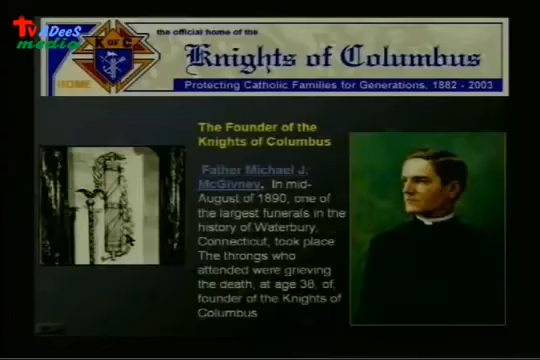 Tv ADeeS
media
K OF C
HOME
the official home of the
Knights of Columbus
Protecting Catholic Families for Generations, 1882 - 2003
The Founder of the
Knights of Columbus
Father Michael J.
McGivney. In mid-
August of 1890, one of
the largest funerals in the
history of Waterbury,
Connecticut, took place
The throngs who
attended were grieving
the death, at age 38, of,
founder of the Knights of
Columbus